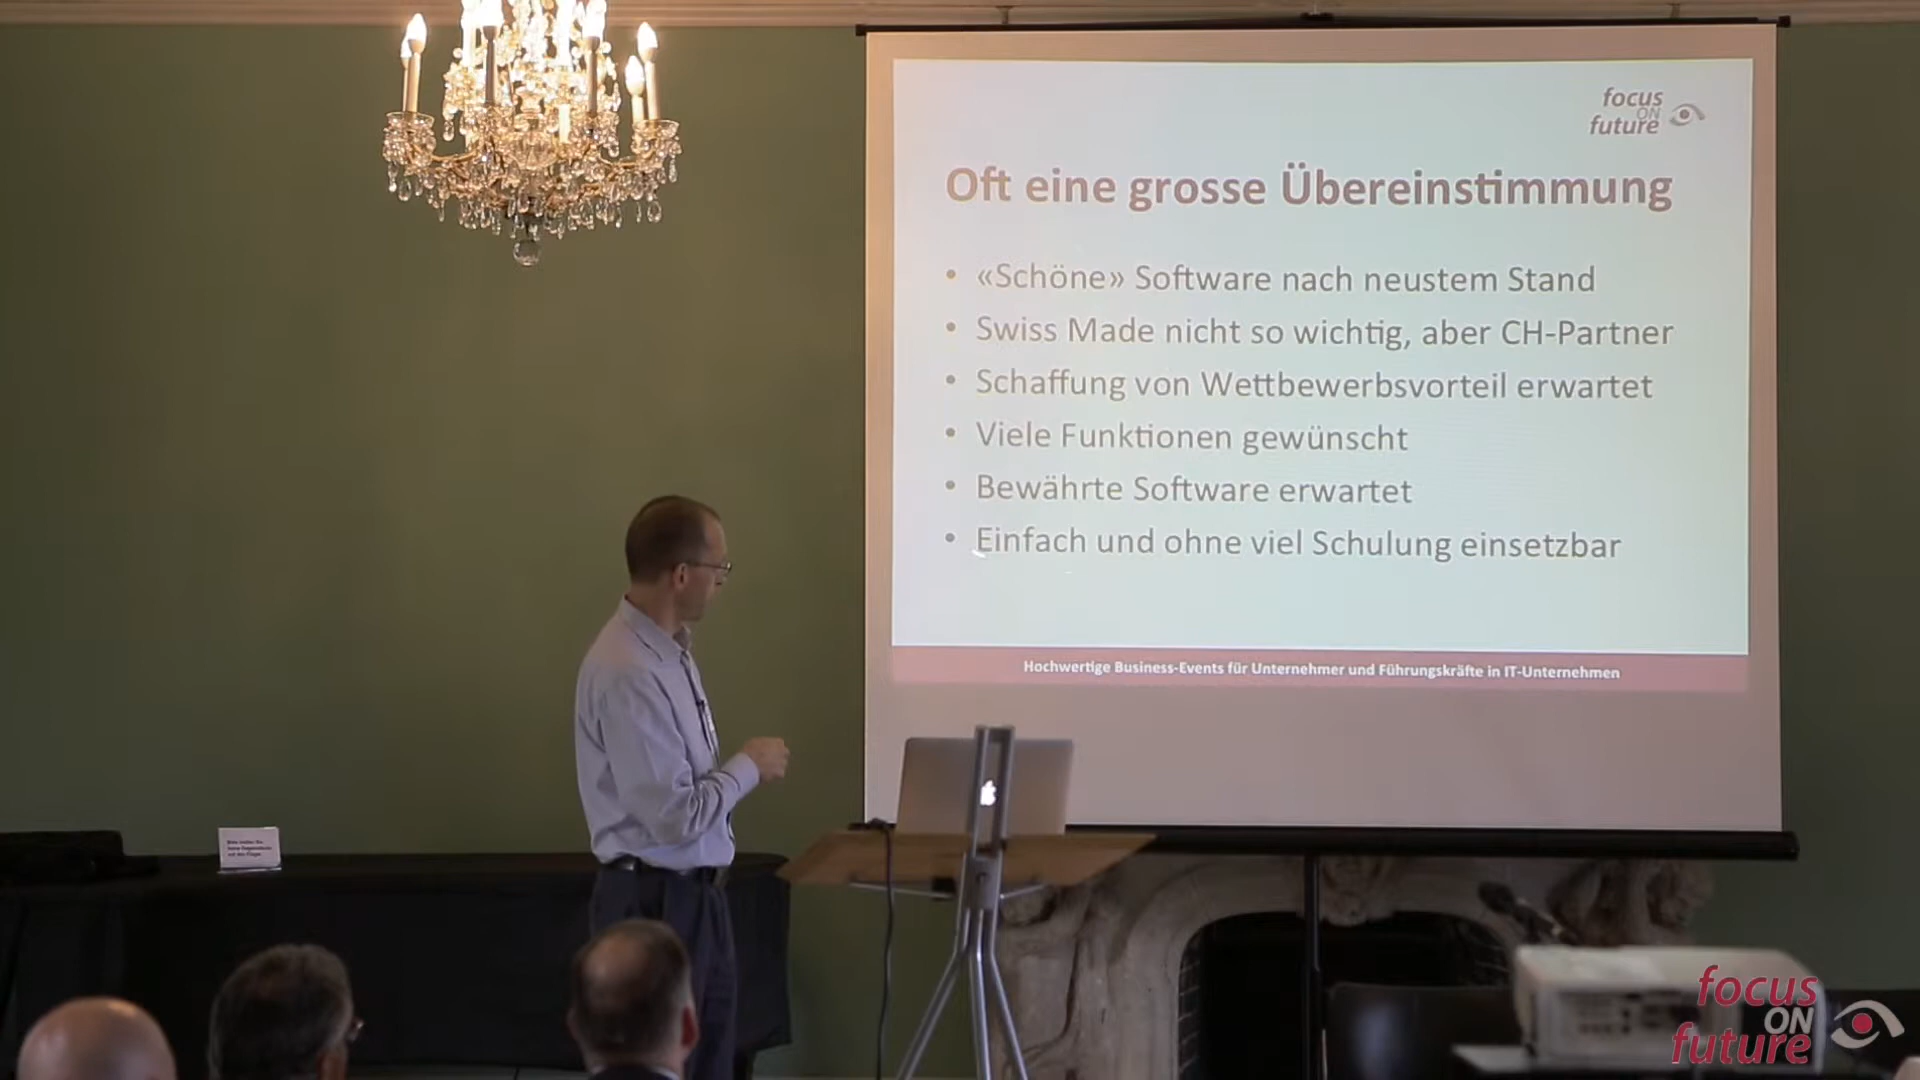 focus
ON
future
Oft eine grosse Übereinstimmung
• «Schöne» Software nach neustem Stand
• Swiss Made nicht so wichtig, aber CH-Partner
• Schaffung von Wettbewerbsvorteil erwartet
• Viele Funktionen gewünscht
• Bewährte Software erwartet
• Einfach und ohne viel Schulung einsetzbar
Hochwertige Business-Events für Unternehmer und Führungskräfte in IT-Unternehmen
focus
ON
future